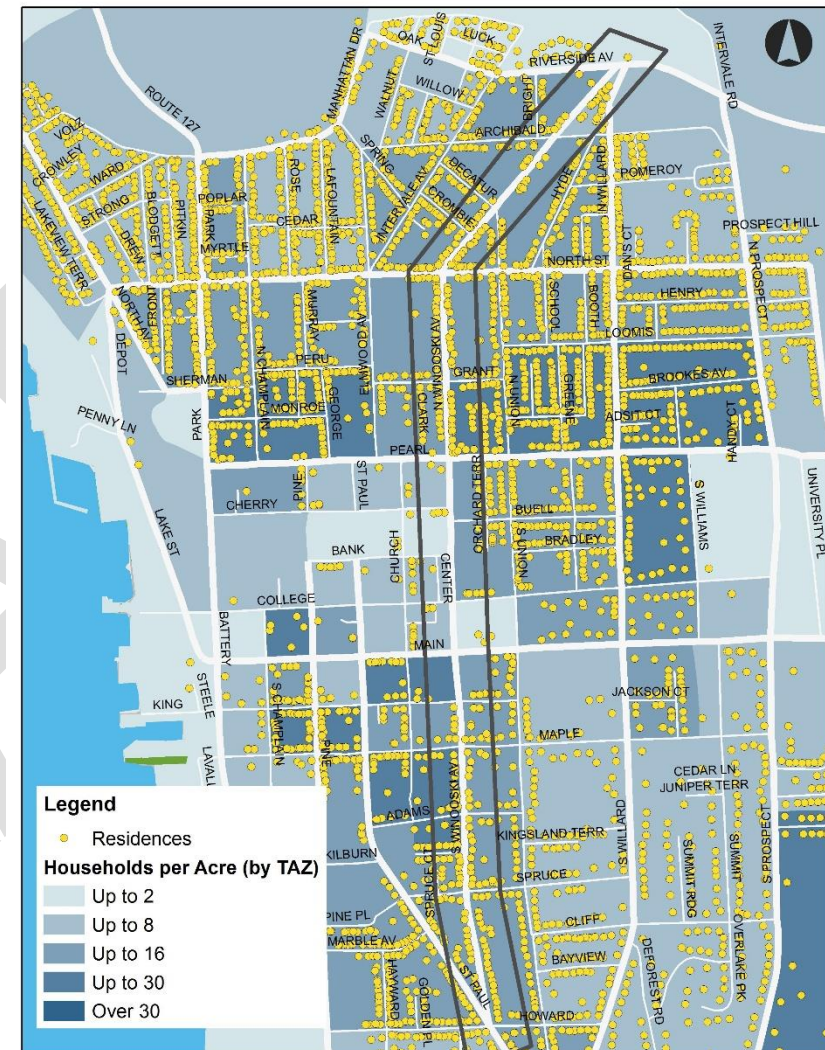 OAK
ST LOUIS
LUCK
RIVERSIDE AV
INTERVALE RD
MANHATTAN DR
WALNUT
WILLOW
BRIGHT
ROUTE 127
ARCHIBALD
VOLZ
CROWLEY
WARD
STRONG
LAKEVIEW TERR
DREW
BLODGETT
PITKIN
POPLAR
PARK
MYRTLE
ROSE
CEDAR
LAFOUNTAIN
SPRING
INTERVALE AV
DECATUR
CROMBIE
HYDE
N WILLARD
POMEROY
PROSPECT HILL
NORTH ST
DAN'S CT
N PROSPECT
NORTH AV
FRONT
DEPOT
MURRAY
ELMWOOD AV
N WINOOSKI AV
SCHOOL
BOOTH
HENRY
LOOMIS
SHERMAN
PERU
N CHAMPLAIN
MONROE
GEORGE
CLARK
GRANT
N UNION
GREENE
BROOKES AV
ADSIT CT
HANDY CT
PENNY LN
PARK
PEARL
LAKE ST
CHERRY
PINE
ST PAUL
CHURCH
ORCHARD TERR
BUELL
S UNION
BRADLEY
S WILLIAMS
UNIVERSITY PL
BANK
CENTER
COLLEGE
BATTERY
MAIN
STEELE
KING
S CHAMPLAIN
PINE
JACKSON CT
MAPLE
CEDAR LN
JUNIPER TERR
ADAMS
S WINOOSKI AV
KINGSLAND TERR
S WILLARD
SUMMIT RDG
SUMMIT
S PROSPECT
KILBURN
SPRUCE CT
SPRUCE
PINE PL
MARBLE AV
CLIFF
BAYVIEW
OVERLAKE PK
DEFOREST RD
HAYWARD
GOLDEN PL
ST PAUL
HOWARD
Legend
Residences
Households per Acre (by TAZ)
Up to 2
Up to 8
Up to 16
Up to 30
Over 30